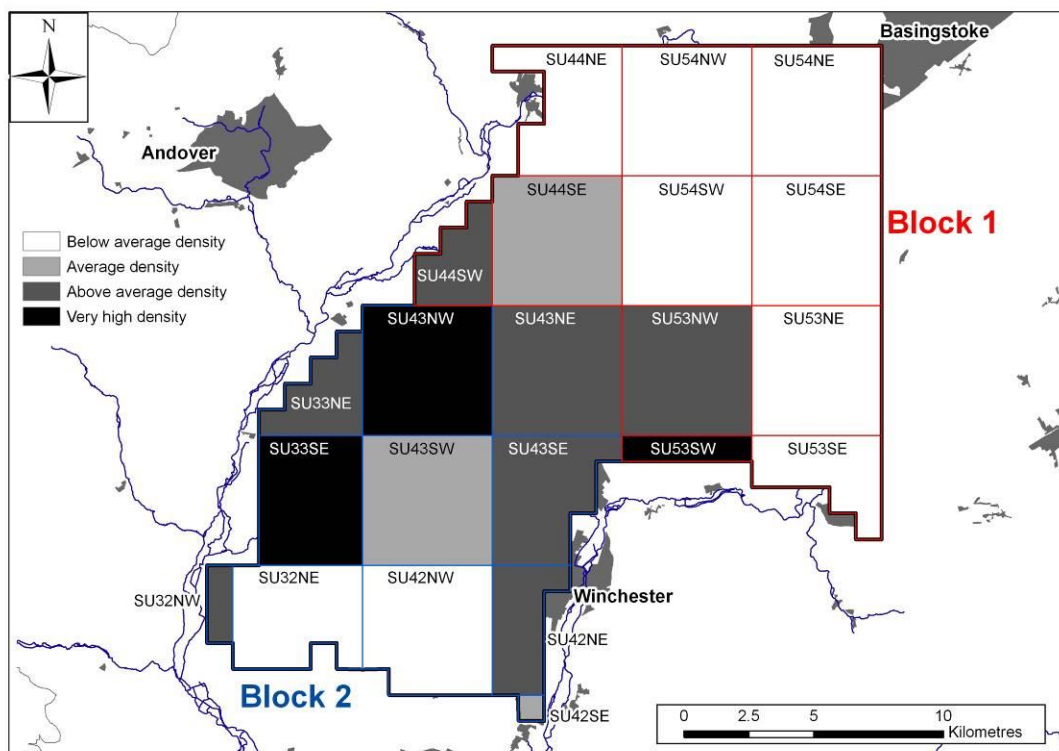 N
Basingstoke
SU44NE
SU54NW
SU54NE
Andover
SU44SE
SU54SW
SU54SE
Block 1
Below average density
Average density
Above average density
Very high density
SU44SW
SU43NW
SU43NE
SU53NW
SU53NE
SU33NE
SU33SE
SU43SW
SU43SE
SU53SW
SU53SE
SU32NW
SU32NE
SU42NW
Winchester
SU42NE
Block 2
SU42SE
0 2.5 5 10
Kilometres